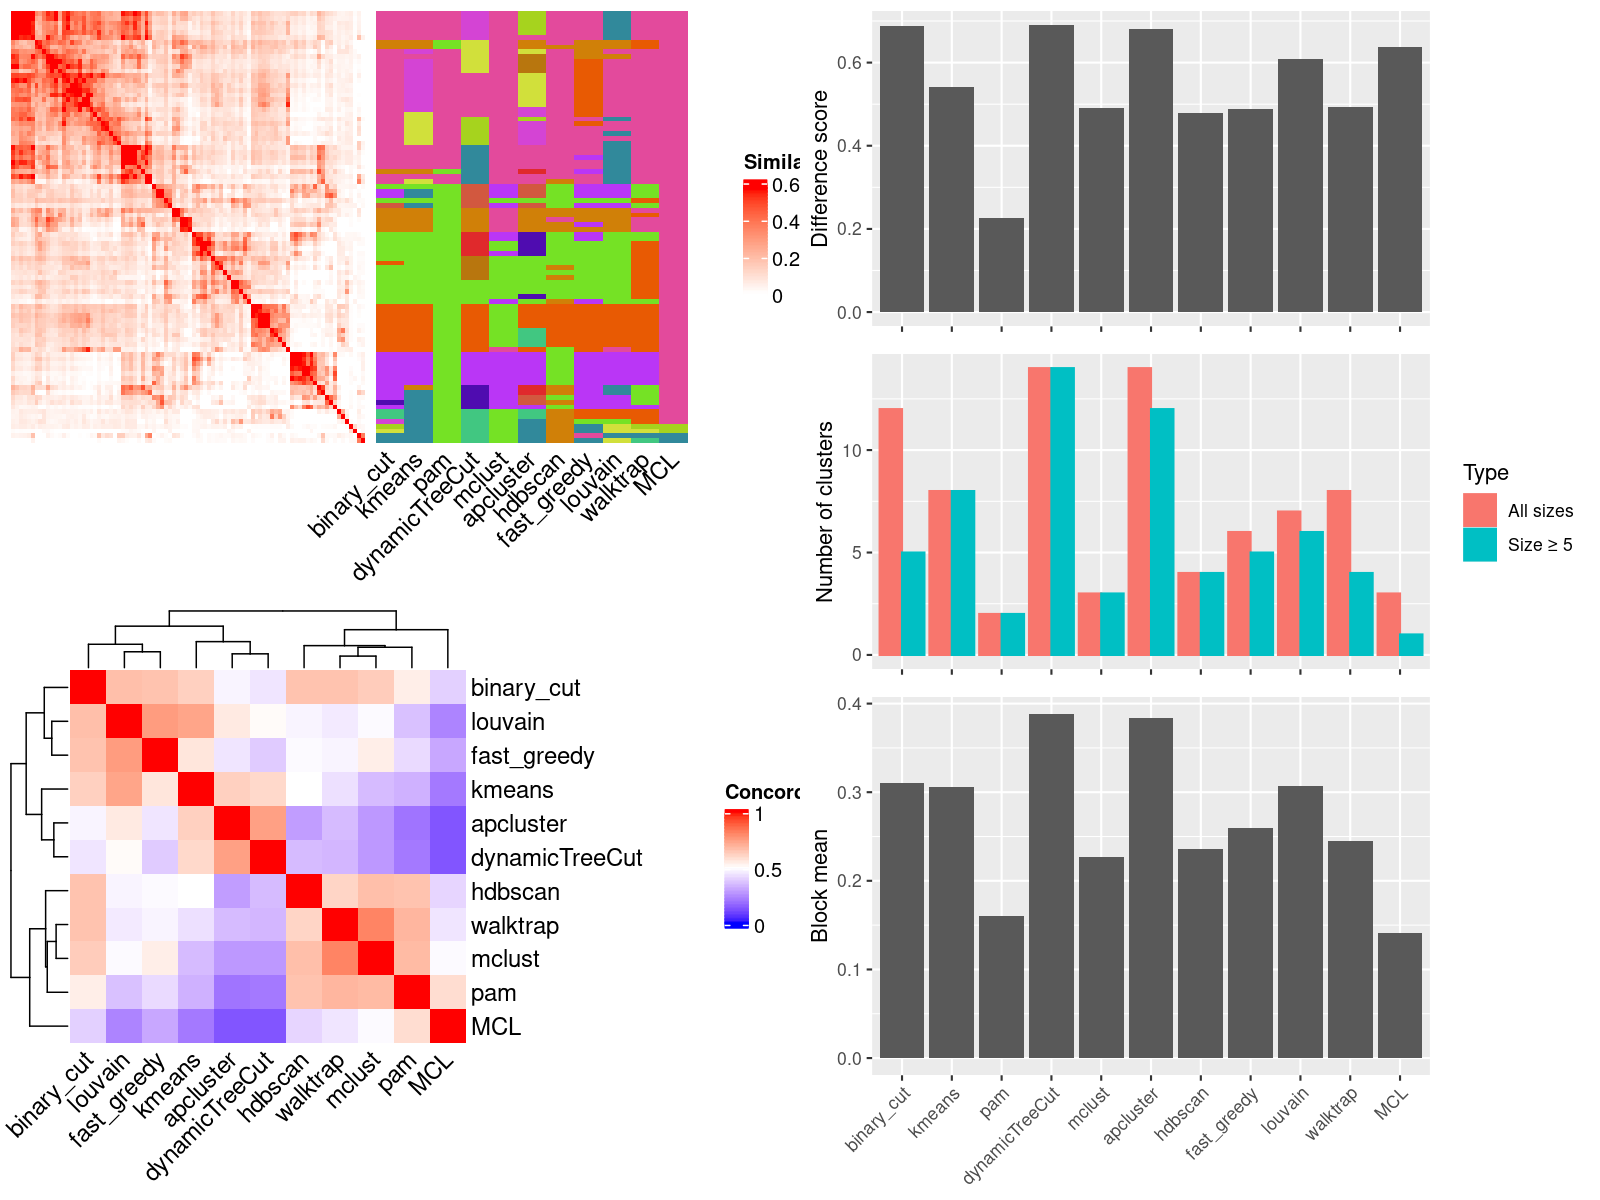 Simila
0.6
0.4
0.2
0
binary_cut
kmeans
pam
dynamicTreeCut
mclust
apcluster
hdbscan
fast_greedy
louvain
walktrap
MCL
Difference score
0.6
0.4
0.2
0.0
Number of clusters
10
5
0
Type
All sizes
Size ≥ 5
binary_cut
louvain
fast_greedy
kmeans
apcluster
dynamicTreeCut
hdbscan
walktrap
mclust
pam
MCL
binary_cut
louvain
fast_greedy
kmeans
apcluster
dynamicTreeCut
hdbscan
walktrap
mclust
pam
MCL
Concord
1
0.5
0
Block mean
0.4
0.3
0.2
0.1
0.0
binary_cut
kmeans
pam
dynamicTreeCut
mclust
apcluster
hdbscan
fast_greedy
louvain
walktrap
MCL